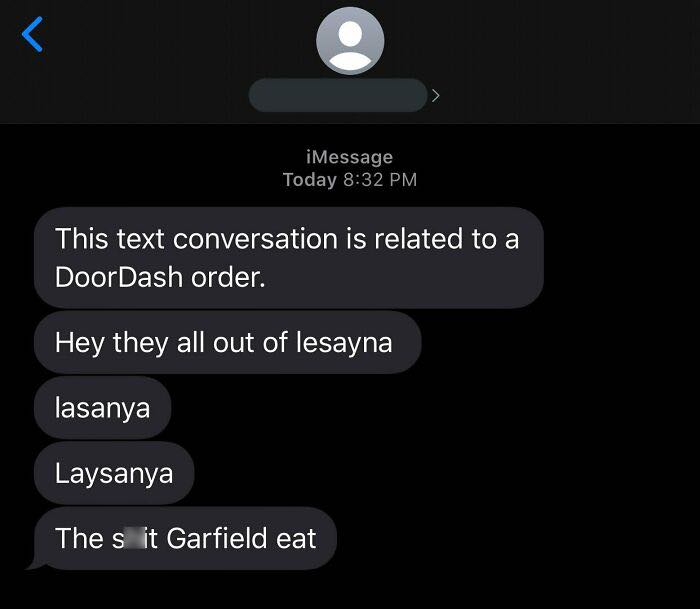 iMessage
Today 8:32 PM
This text conversation is related to a
DoorDash order.
Hey they all out of lesayna
lasanya
Laysanya
The s it Garfield eat